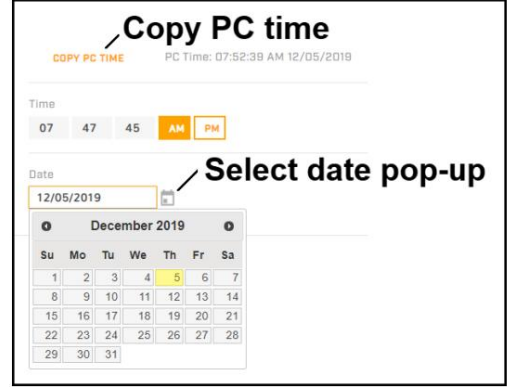 Copy PC time
COPY PC TIME PC Time: 07:52:39 AM 12/05/2019
Time
07 47 45 AM PM
Date
Select date pop-up
12/05/2019
December 2019
Su Mo Tu We Th Fr Sa
1 2 3 4 5 6 7
8 9 10 11 12 13 14
15 16 17 18 19 20 21
22 23 24 25 26 27 28
29 30 31